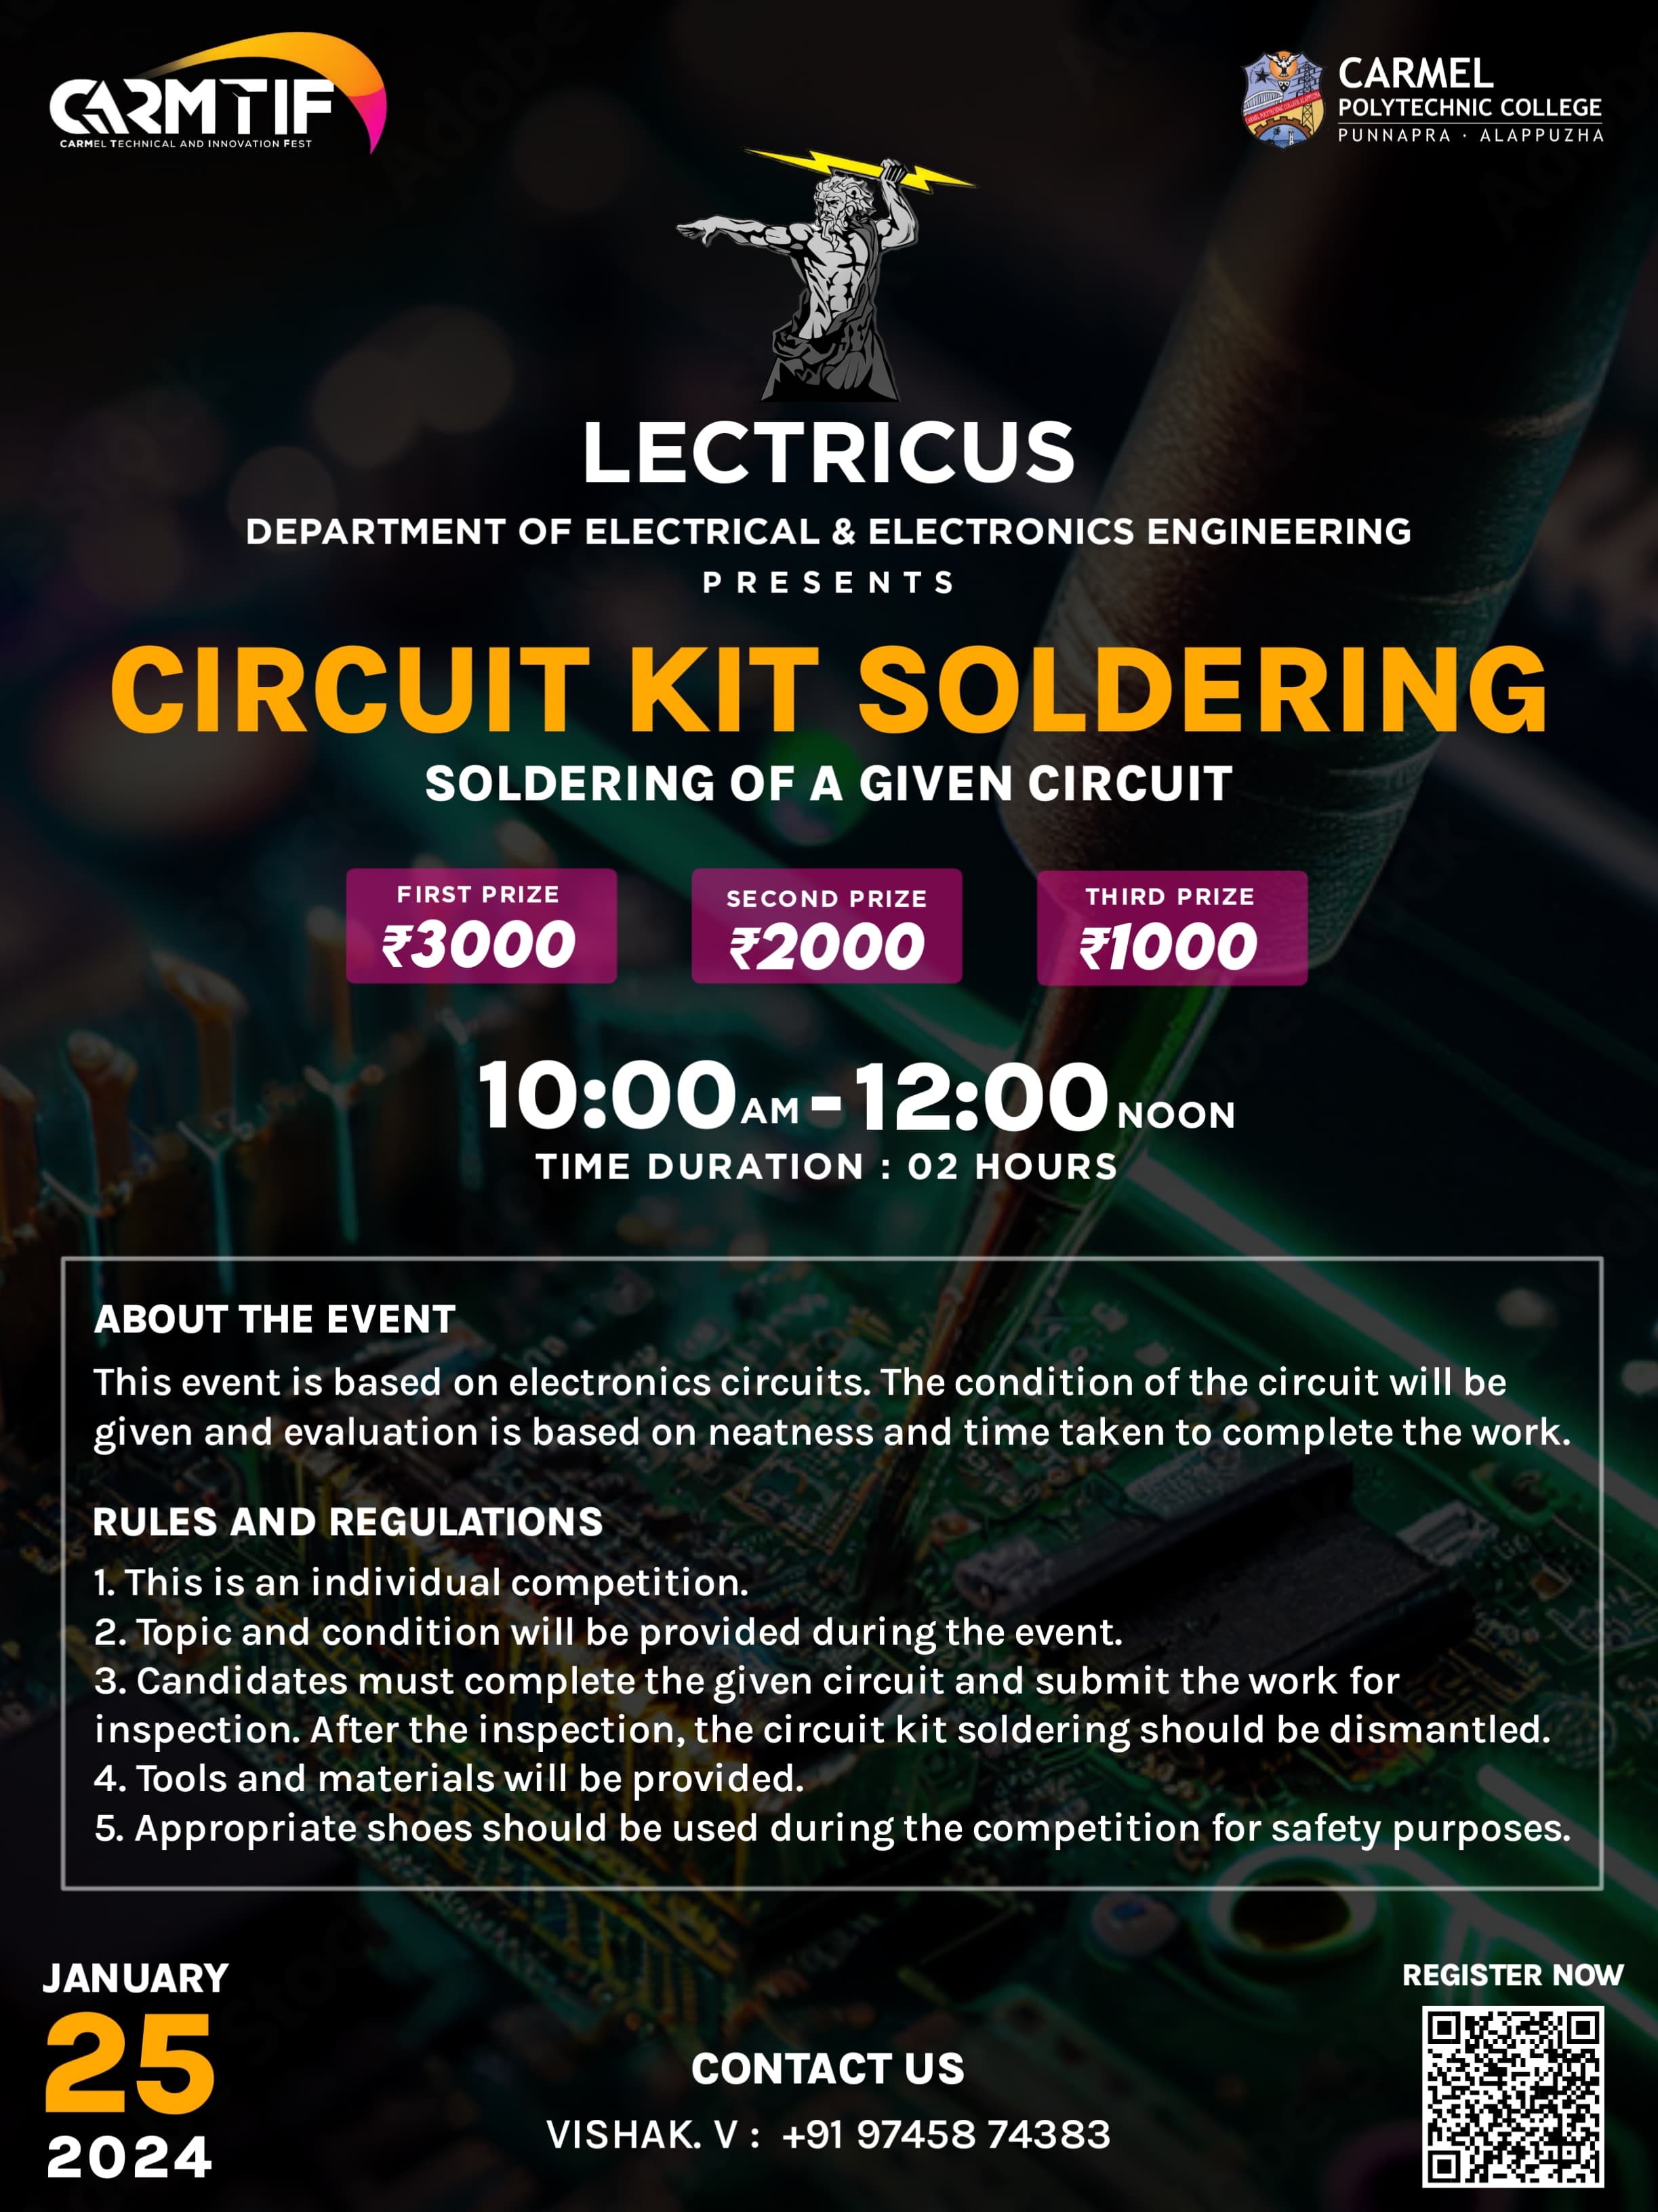 CARMTIF
CARMEL TECHNICAL AND INNOVATION FEST
CARMEL
POLYTECHNIC COLLEGE
PUNNAPRA · ALAPPUZHA
LECTRICUS
DEPARTMENT OF ELECTRICAL & ELECTRONICS ENGINEERING
PRESENTS
CIRCUIT KIT SOLDERING
SOLDERING OF A GIVEN CIRCUIT
FIRST PRIZE
₹3000
SECOND PRIZE
₹2000
THIRD PRIZE
₹1000
10:00 AM - 12:00 NOON
TIME DURATION : 02 HOURS
ABOUT THE EVENT
This event is based on electronics circuits. The condition of the circuit will be
given and evaluation is based on neatness and time taken to complete the work.
RULES AND REGULATIONS
1. This is an individual competition.
2. Topic and condition will be provided during the event.
3. Candidates must complete the given circuit and submit the work for
inspection. After the inspection, the circuit kit soldering should be dismantled.
4. Tools and materials will be provided.
5. Appropriate shoes should be used during the competition for safety purposes.
JANUARY
25
2024
CONTACT US
VISHAK. V : +91 97458 74383
REGISTER NOW